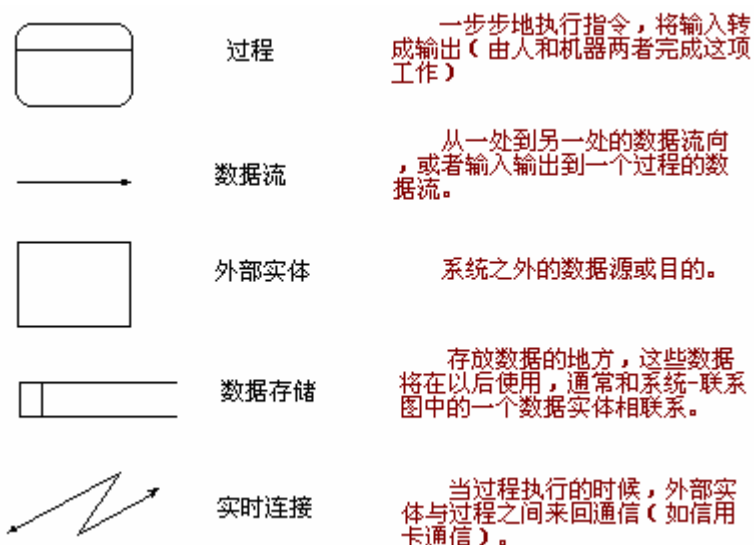 过程
一步步地执行指令，将输入转
成输出（由人和机器两者完成这项
工作）
数据流
从一处到另一处的数据流向
，或者输入输出到一个过程的数
据流。
外部实体
系统之外的数据源或目的。
数据存储
存放数据的地方，这些数据
将在以后使用，通常和系统-联系
图中的一个数据实体相联系。
实时连接
当过程执行的时候，外部实
体与过程之间来回通信（如信用
卡通信）。